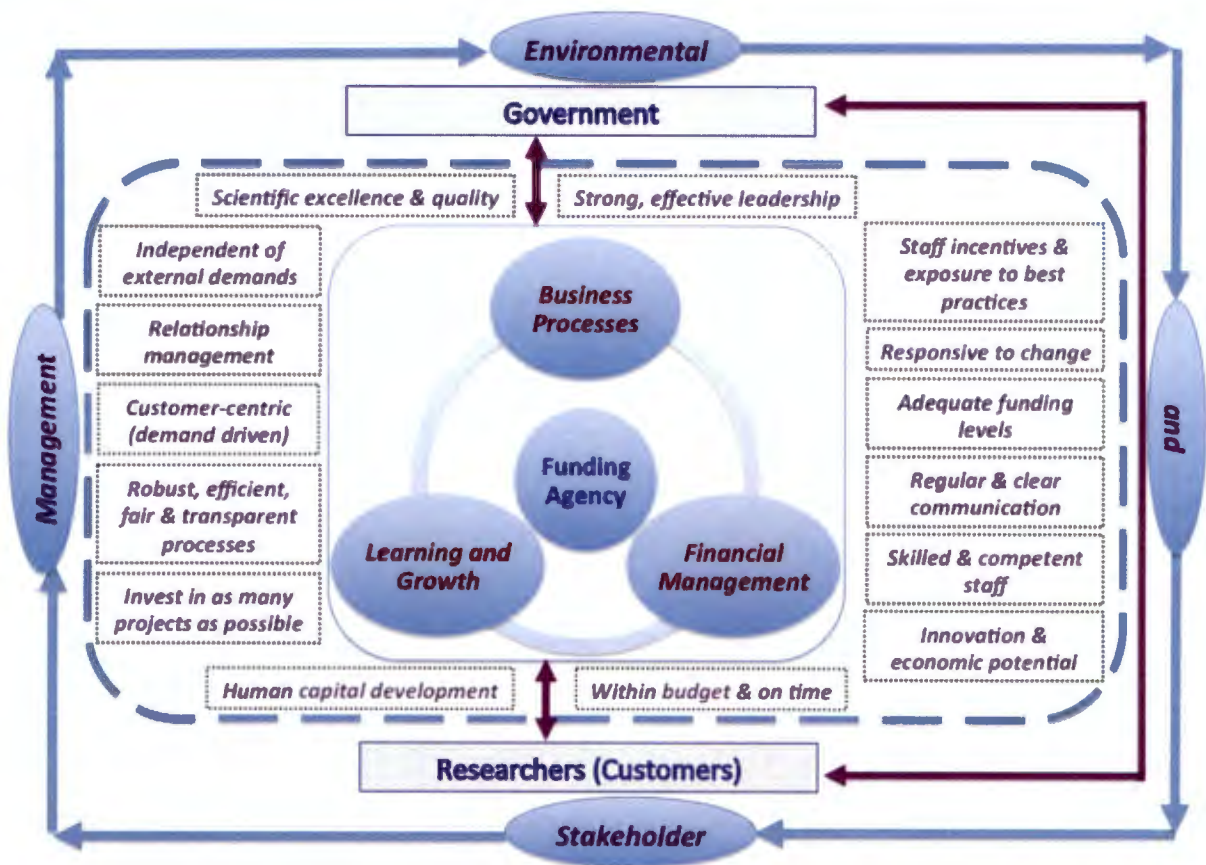 Environmental
Government
Scientific excellence & quality
Strong, effective leadership
Independent of
external demands
Relationship
management
Customer-centric
(demand driven)
Robust, efficient,
fair & transparent
processes
Invest in as many
projects as possible
Management
Business
Processes
Funding
Agency
Learning and
Growth
Financial
Management
Staff incentives &
exposure to best
practices
Responsive to change
Adequate funding
levels
Regular & clear
communication
Skilled & competent
staff
Innovation &
economic potential
and
Human capital development
Within budget & on time
Researchers (Customers)
Stakeholder